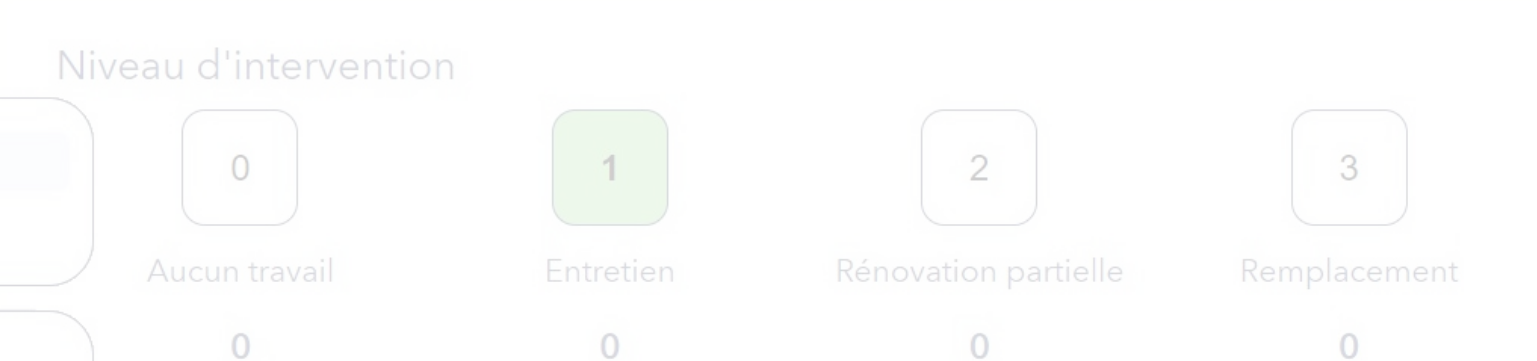 Niveau d'intervention
0 1 2 3
Aucun travail Entretien Rénovation partielle Remplacement
0 0 0 0